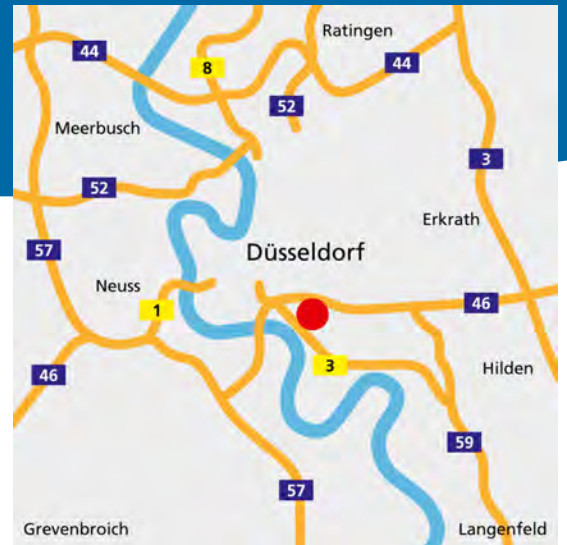 Ratingen
44
8
44
52
Meerbusch
3
52
Erkrath
57
Düsseldorf
Neuss
1
46
3
Hilden
46
59
57
Grevenbroich
Langenfeld